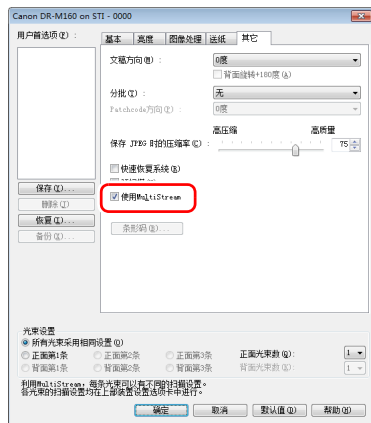 Canon DR-M160 on STI - 0000
用户首选项(E) :
基本 亮度 图像处理 送纸 其它
文稿方向(M) : 0度
背面旋转+180度(A)
分批(T) : 无
Patchcode方向(P) : 0度
高压缩 高质量
保存 JPEG 时的压缩率(C) : 75
快速恢复系统(R)
使用MultiStream
条形码(B)...
保存(Z)...
删除(J)
恢复(G)...
备份(X)...
光束设置
所有光束采用相同设置(O)
正面第1条 正面第2条 正面第3条 正面光束数(Q): 1
背面第1条 背面第2条 背面第3条 背面光束数(K): 1
利用MultiStream，每条光束可以有不同的扫描设置。
各光束的扫描设置均在上部装置设置选项卡中进行。
确定 取消 默认值(D) 帮助(H)